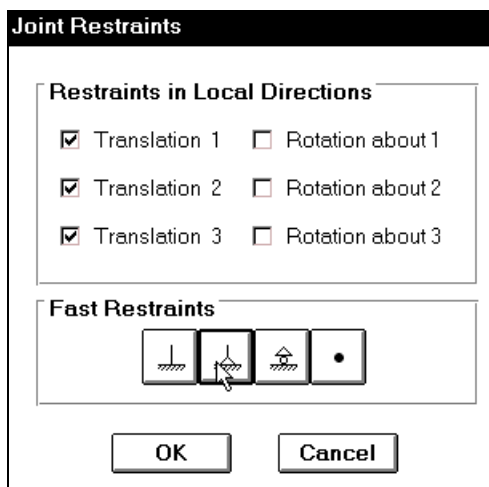 Joint Restraints
Restraints in Local Directions
Translation 1 Rotation about 1
Translation 2 Rotation about 2
Translation 3 Rotation about 3
Fast Restraints
OK Cancel